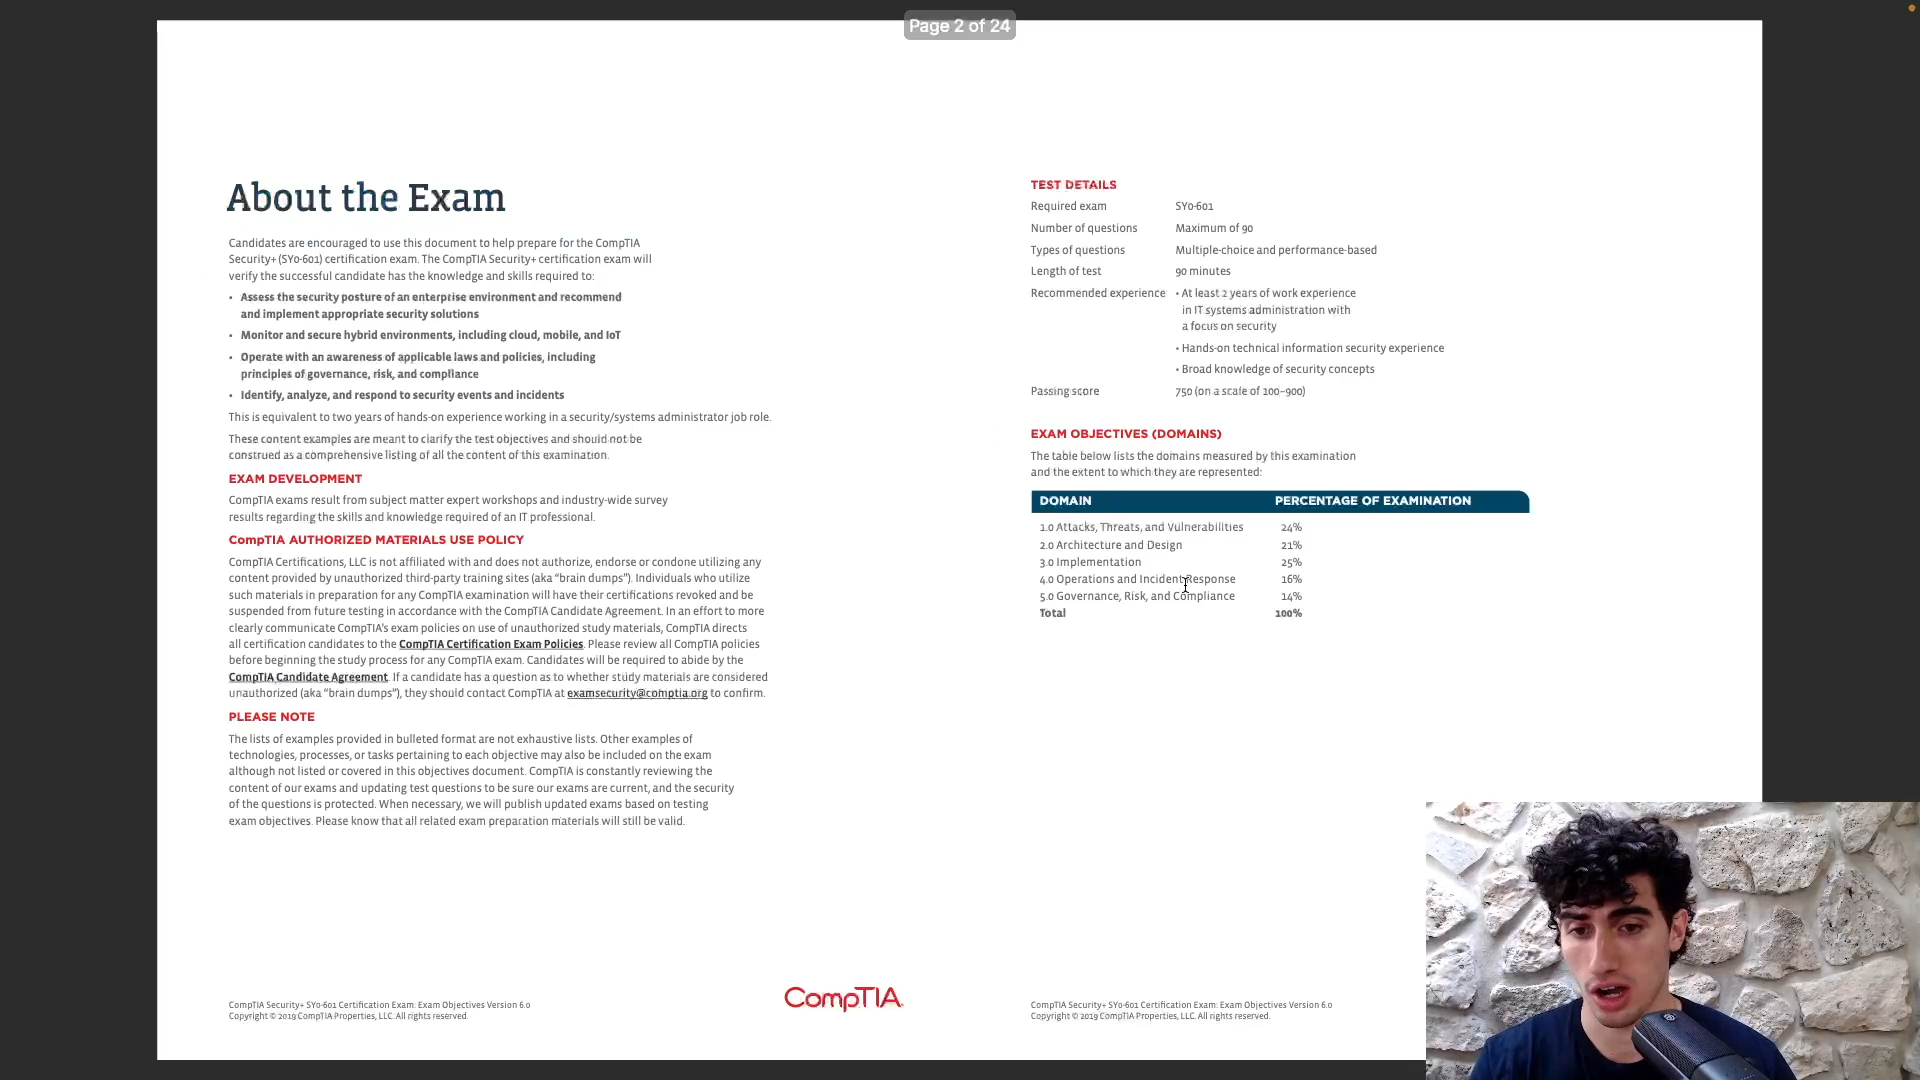 Page 2 of 24
About the Exam
Candidates are encouraged to use this document to help prepare for the CompTIA
Security+ (SY0-601) certification exam. The CompTIA Security+ certification exam will
verify the successful candidate has the knowledge and skills required to:
• Assess the security posture of an enterprise environment and recommend
and implement appropriate security solutions
• Monitor and secure hybrid environments, including cloud, mobile, and IoT
• Operate with an awareness of applicable laws and policies, including
principles of governance, risk, and compliance
• Identify, analyze, and respond to security events and incidents
This is equivalent to two years of hands-on experience working in a security/systems administrator job role.
These content examples are meant to clarify the test objectives and should not be
construed as a comprehensive listing of all the content of this examination.
EXAM DEVELOPMENT
CompTIA exams result from subject matter expert workshops and industry-wide survey
results regarding the skills and knowledge required of an IT professional.
CompTIA AUTHORIZED MATERIALS USE POLICY
CompTIA Certifications, LLC is not affiliated with and does not authorize, endorse or condone utilizing any
content provided by unauthorized third-party training sites (aka “brain dumps”). Individuals who utilize
such materials in preparation for any CompTIA examination will have their certifications revoked and be
suspended from future testing in accordance with the CompTIA Candidate Agreement. In an effort to more
clearly communicate CompTIA’s exam policies on use of unauthorized study materials, CompTIA directs
all certification candidates to the CompTIA Certification Exam Policies. Please review all CompTIA policies
before beginning the study process for any CompTIA exam. Candidates will be required to abide by the
CompTIA Candidate Agreement. If a candidate has a question as to whether study materials are considered
unauthorized (aka “brain dumps”), they should contact CompTIA at examsecurity@comptia.org to confirm.
PLEASE NOTE
The lists of examples provided in bulleted format are not exhaustive lists. Other examples of
technologies, processes, or tasks pertaining to each objective may also be included on the exam
although not listed or covered in this objectives document. CompTIA is constantly reviewing the
content of our exams and updating test questions to be sure our exams are current, and the security
of the questions is protected. When necessary, we will publish updated exams based on testing
exam objectives. Please know that all related exam preparation materials will still be valid.
CompTIA Security+ SY0-601 Certification Exam: Exam Objectives Version 6.0
Copyright © 2019 CompTIA Properties, LLC. All rights reserved.
CompTIA
TEST DETAILS
Required exam SY0-601
Number of questions Maximum of 90
Types of questions Multiple-choice and performance-based
Length of test 90 minutes
Recommended experience • At least 2 years of work experience
in IT systems administration with
a focus on security
• Hands-on technical information security experience
• Broad knowledge of security concepts
Passing score 750 (on a scale of 100–900)
EXAM OBJECTIVES (DOMAINS)
The table below lists the domains measured by this examination
and the extent to which they are represented:
DOMAIN PERCENTAGE OF EXAMINATION
1.0 Attacks, Threats, and Vulnerabilities 24%
2.0 Architecture and Design 21%
3.0 Implementation 25%
4.0 Operations and Incident Response 16%
5.0 Governance, Risk, and Compliance 14%
Total 100%
CompTIA Security+ SY0-601 Certification Exam: Exam Objectives Version 6.0
Copyright © 2019 CompTIA Properties, LLC. All rights reserved.